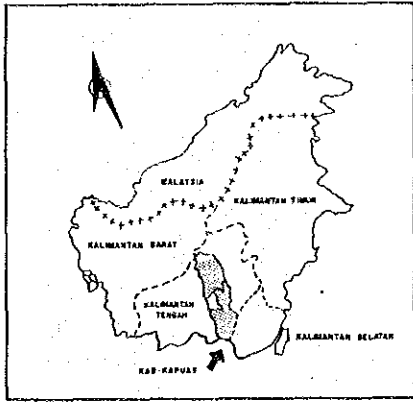 MALAYSIA
KALIMANTAN TIMUR
KALIMANTAN BARAT
KALIMANTAN
TENGAH
KALIMANTAN SELATAN
KAB-KAPUAS